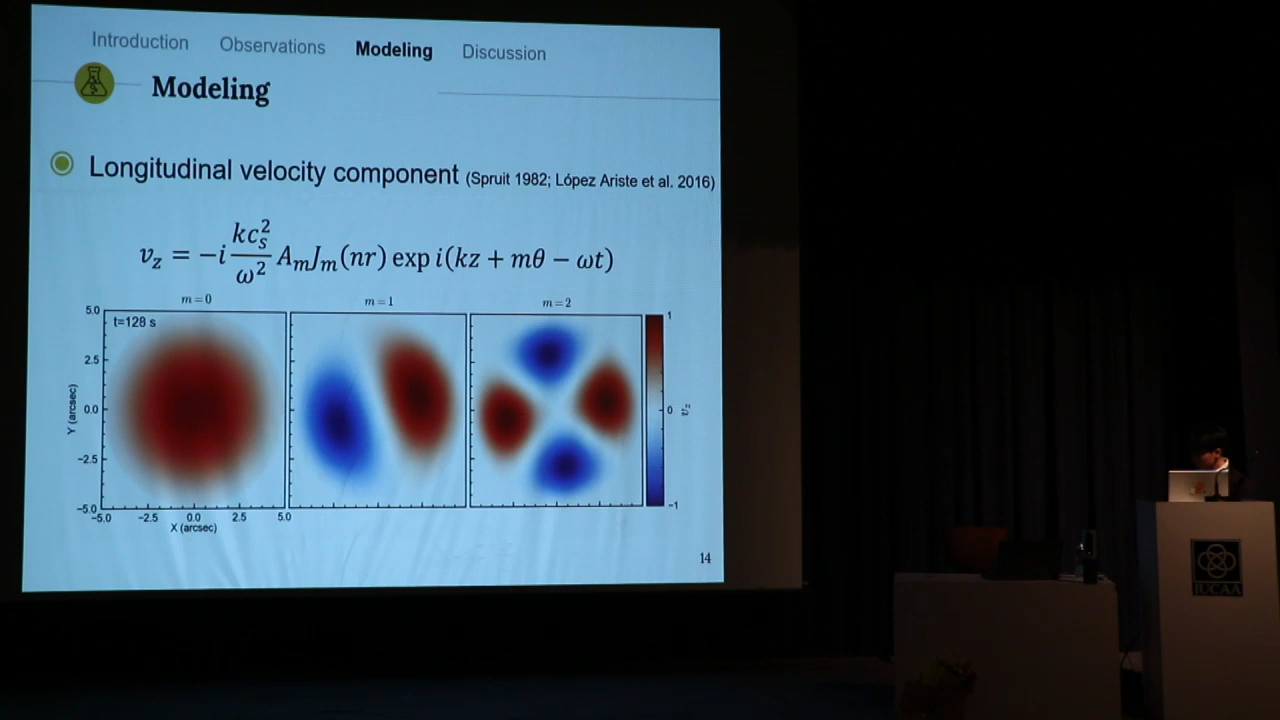 Introduction Observations Modeling Discussion
Modeling
Longitudinal velocity component (Spruit 1982; López Ariste et al. 2016)
v_z = −i kc_s^2/ω^2 A_m J_m(nr) exp i(kz + mθ − ωt)
m = 0 m = 1 m = 2
t=128 s
5.0
2.5
0.0
−2.5
−5.0
Y (arcsec)
−5.0 −2.5 0.0 2.5 5.0
X (arcsec)
1
0
−1
v_z
14
IUCAA